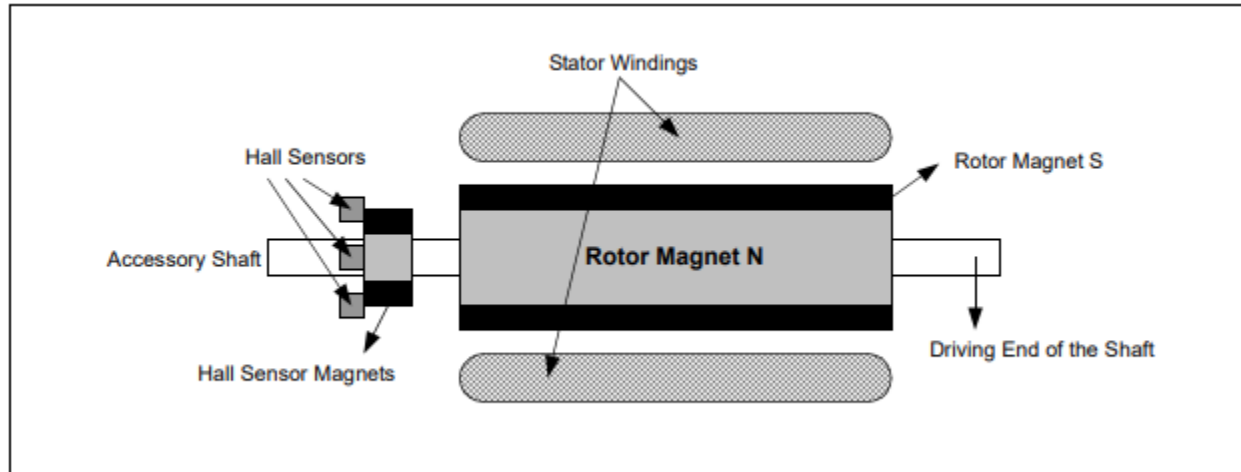 Stator Windings
Hall Sensors
Rotor Magnet S
Accessory Shaft
Rotor Magnet N
Driving End of the Shaft
Hall Sensor Magnets